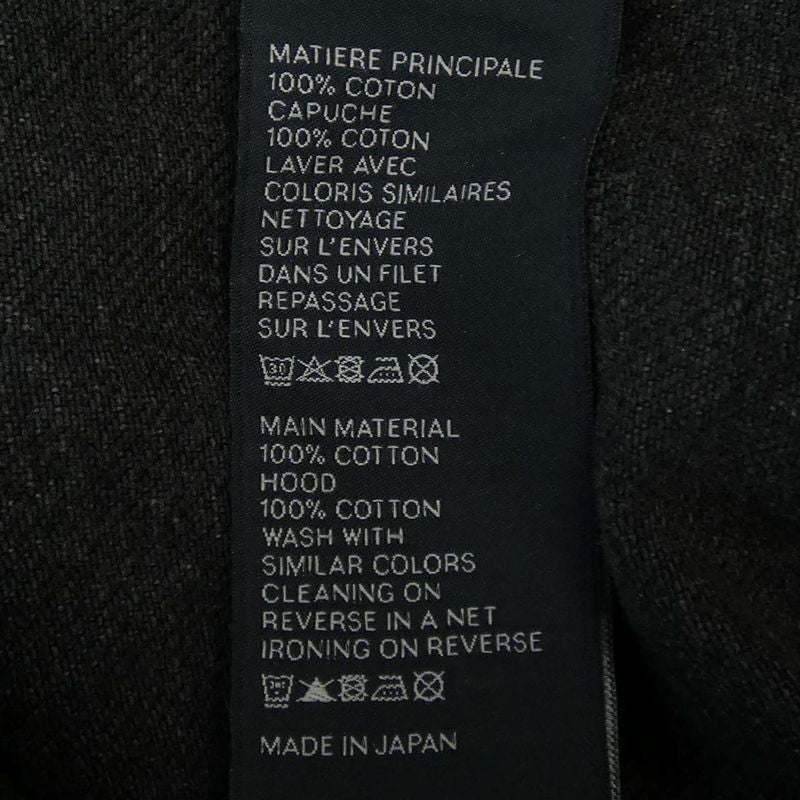 MATIERE PRINCIPALE
100% COTON
CAPUCHE
100% COTON
LAVER AVEC
COLORIS SIMILAIRES
NETTOYAGE
SUR L'ENVERS
DANS UN FILET
REPASSAGE
SUR L'ENVERS
30
MAIN MATERIAL
100% COTTON
HOOD
100% COTTON
WASH WITH
SIMILAR COLORS
CLEANING ON
REVERSE IN A NET
IRONING ON REVERSE
MADE IN JAPAN